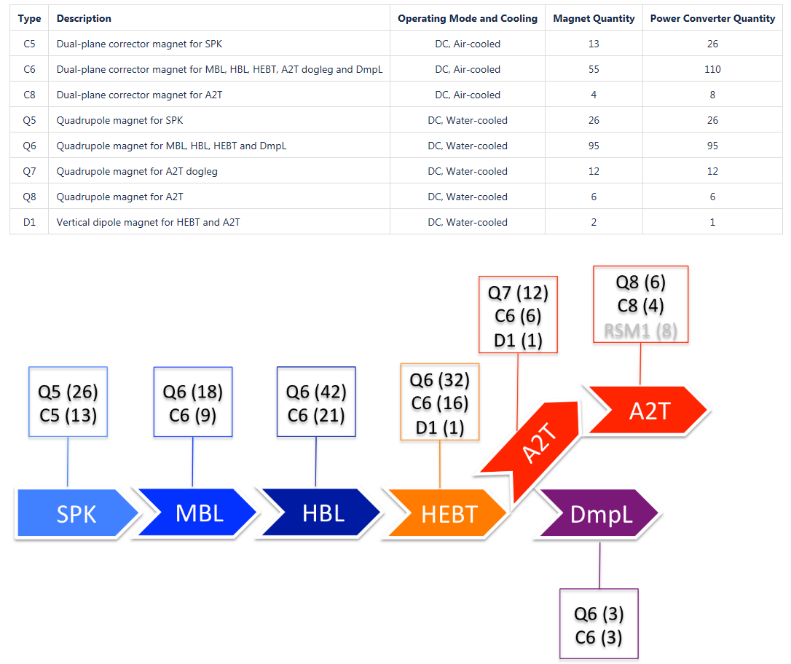 Type Description Operating Mode and Cooling Magnet Quantity Power Converter Quantity
C5 Dual-plane corrector magnet for SPK DC, Air-cooled 13 26
C6 Dual-plane corrector magnet for MBL, HBL, HEBT, A2T dogleg and DmpL DC, Air-cooled 55 110
C8 Dual-plane corrector magnet for A2T DC, Air-cooled 4 8
Q5 Quadrupole magnet for SPK DC, Water-cooled 26 26
Q6 Quadrupole magnet for MBL, HBL, HEBT and DmpL DC, Water-cooled 95 95
Q7 Quadrupole magnet for A2T dogleg DC, Water-cooled 12 12
Q8 Quadrupole magnet for A2T DC, Water-cooled 6 6
D1 Vertical dipole magnet for HEBT and A2T DC, Water-cooled 2 1
Q5 (26)
C5 (13)
Q6 (18)
C6 (9)
Q6 (42)
C6 (21)
Q6 (32)
C6 (16)
D1 (1)
Q7 (12)
C6 (6)
D1 (1)
Q8 (6)
C8 (4)
RSM1 (8)
SPK
MBL
HBL
HEBT
A2T
A2T
DmpL
Q6 (3)
C6 (3)